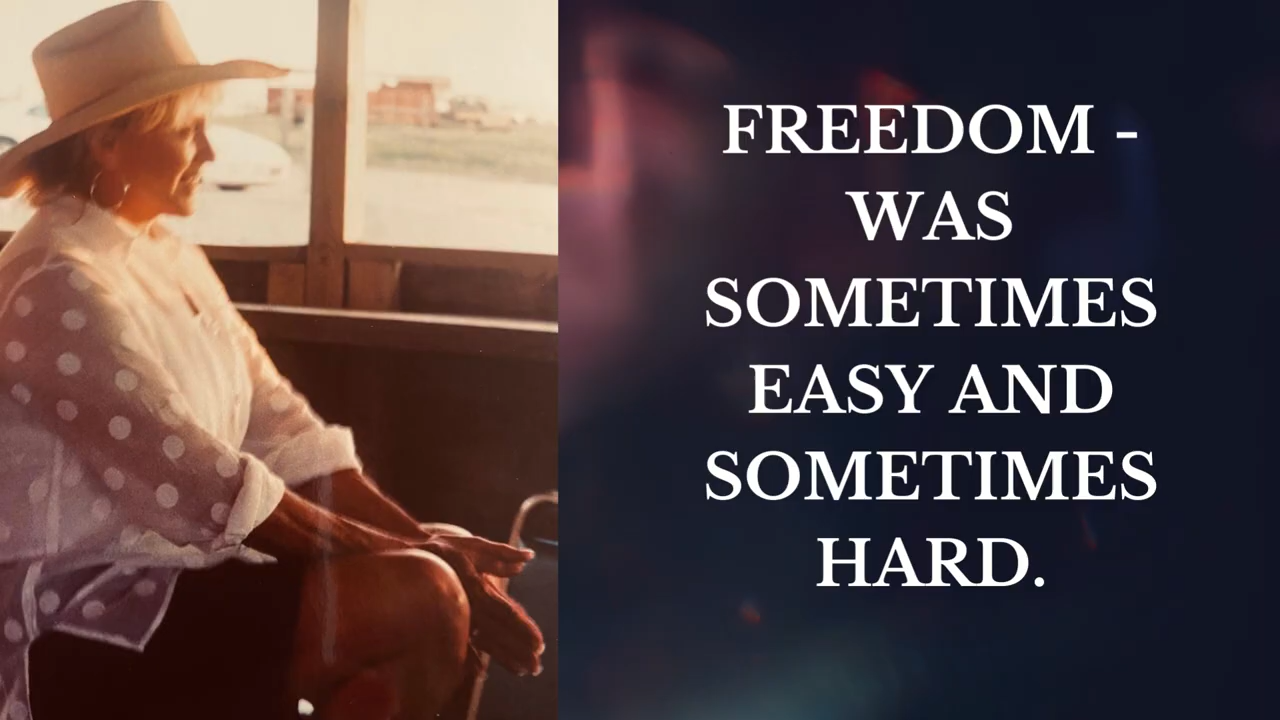 FREEDOM -
WAS
SOMETIMES
EASY AND
SOMETIMES
HARD.